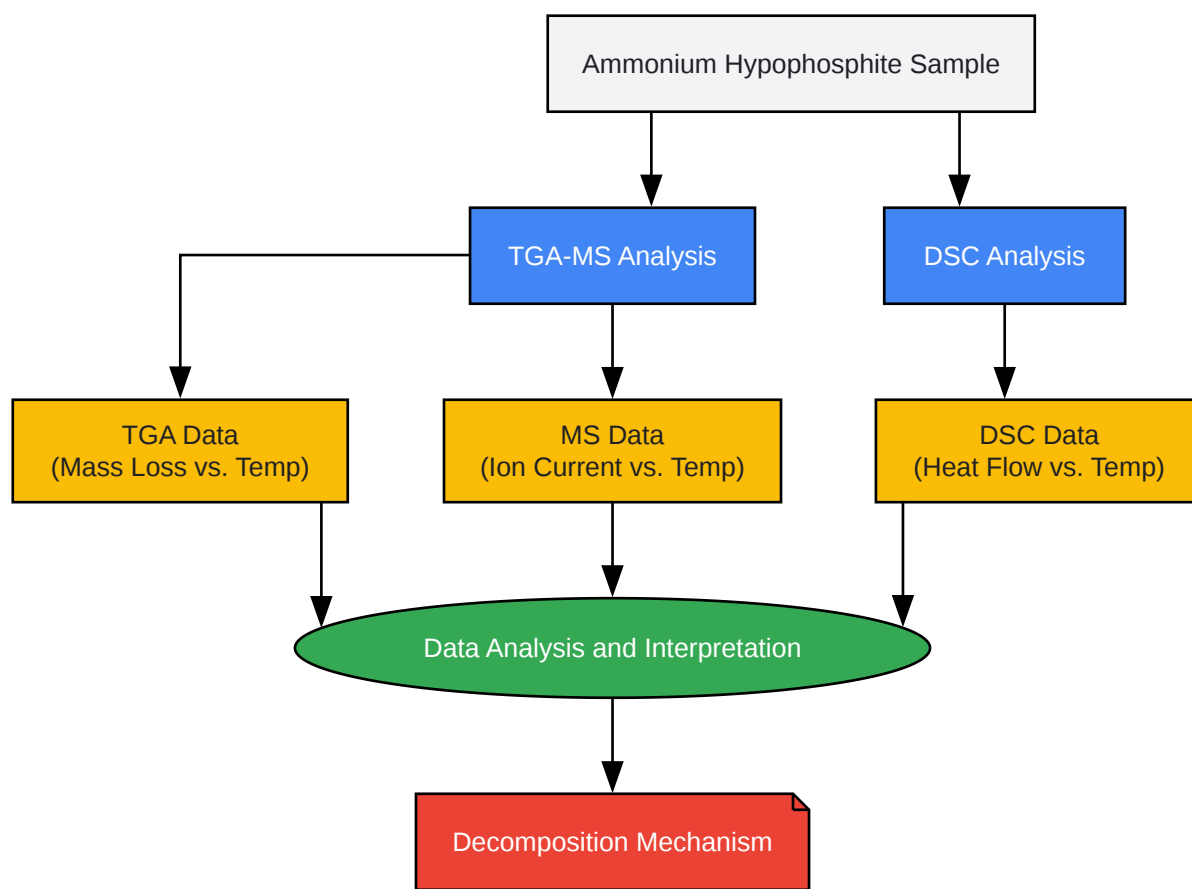 Ammonium Hypophosphite Sample
TGA-MS Analysis
DSC Analysis
TGA Data
(Mass Loss vs. Temp)
MS Data
(Ion Current vs. Temp)
DSC Data
(Heat Flow vs. Temp)
Data Analysis and Interpretation
Decomposition Mechanism